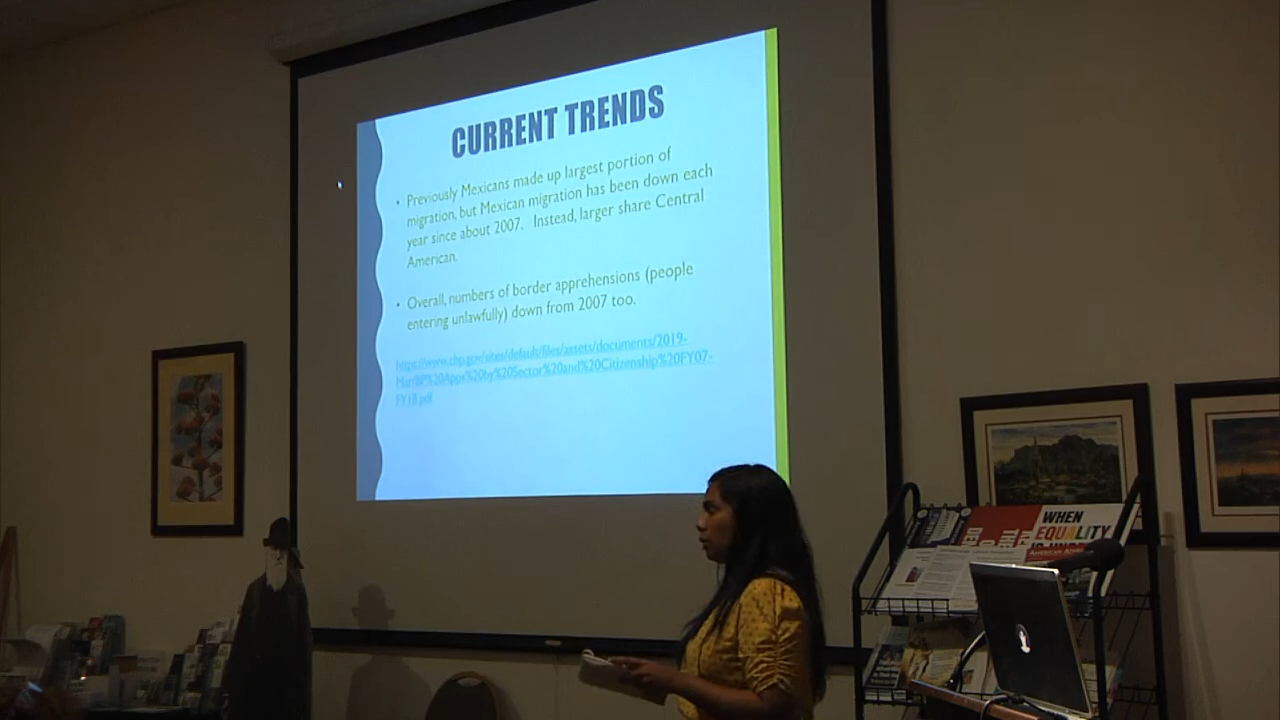 CURRENT TRENDS
• Previously Mexicans made up largest portion of
migration, but Mexican migration has been down each
year since about 2007. Instead, larger share Central
American.
• Overall, numbers of border apprehensions (people
entering unlawfully) down from 2007 too.
https://www.cbp.gov/sites/default/files/assets/documents/2019-
Mar/BP%20Apps%20by%20Sector%20and%20Citizenship%20FY07-
FY18.pdf
WHEN
EQUALITY